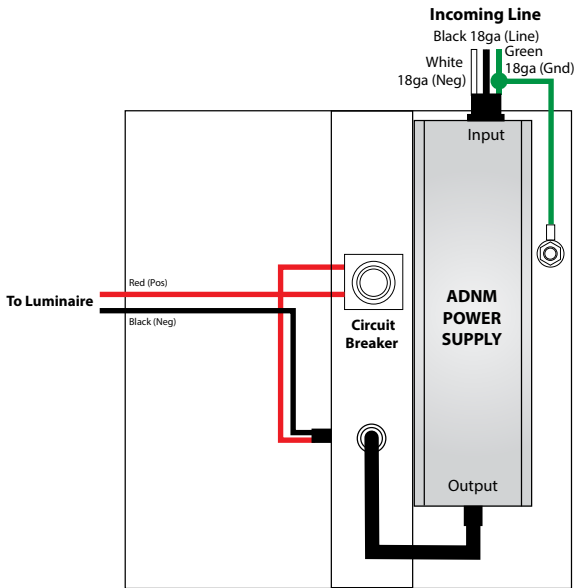 Incoming Line
Black 18ga (Line)
Green
18ga (Gnd)
White
18ga (Neg)
Input
Red (Pos)
To Luminaire
Black (Neg)
Circuit
Breaker
ADNM
POWER
SUPPLY
Output